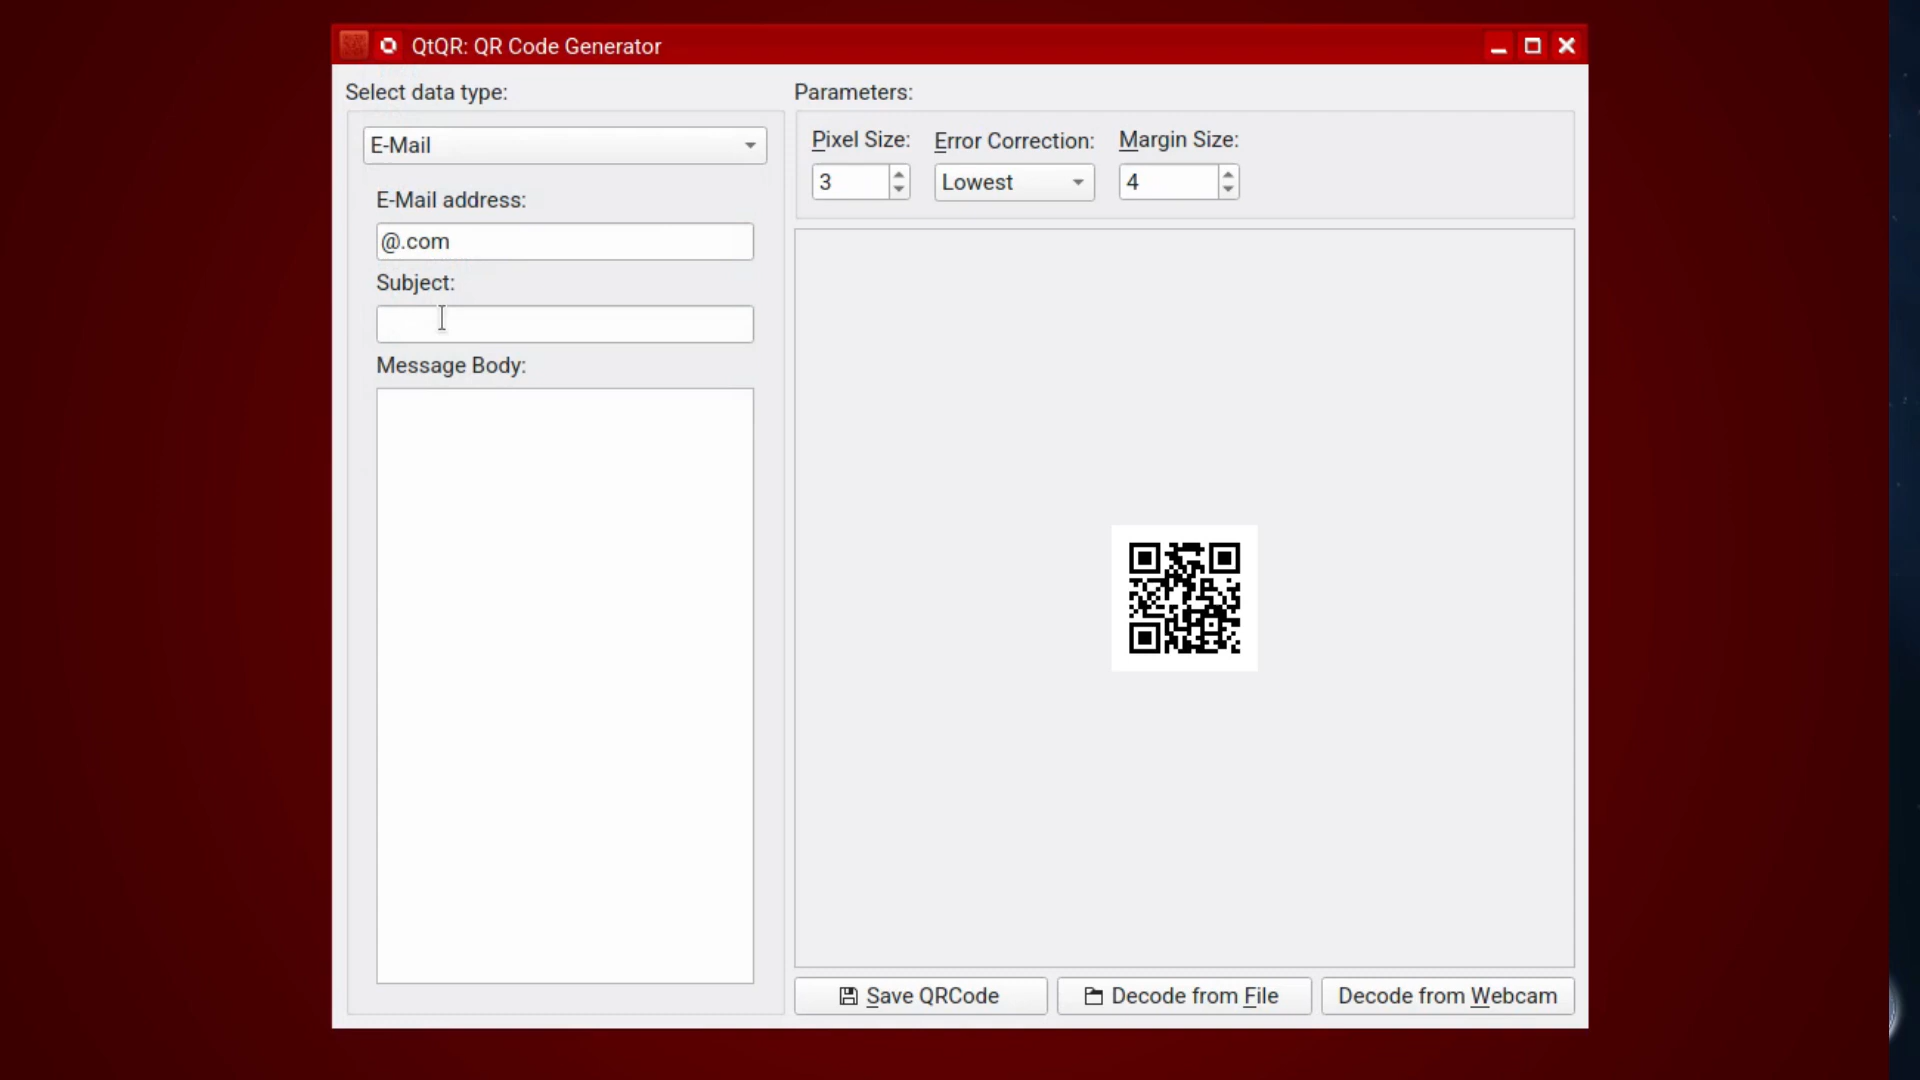 QtQR: QR Code Generator
Select data type:
E-Mail
E-Mail address:
@.com
Subject:
Message Body:
Parameters:
Pixel Size: Error Correction: Margin Size:
3 Lowest 4
Save QRCode Decode from File Decode from Webcam